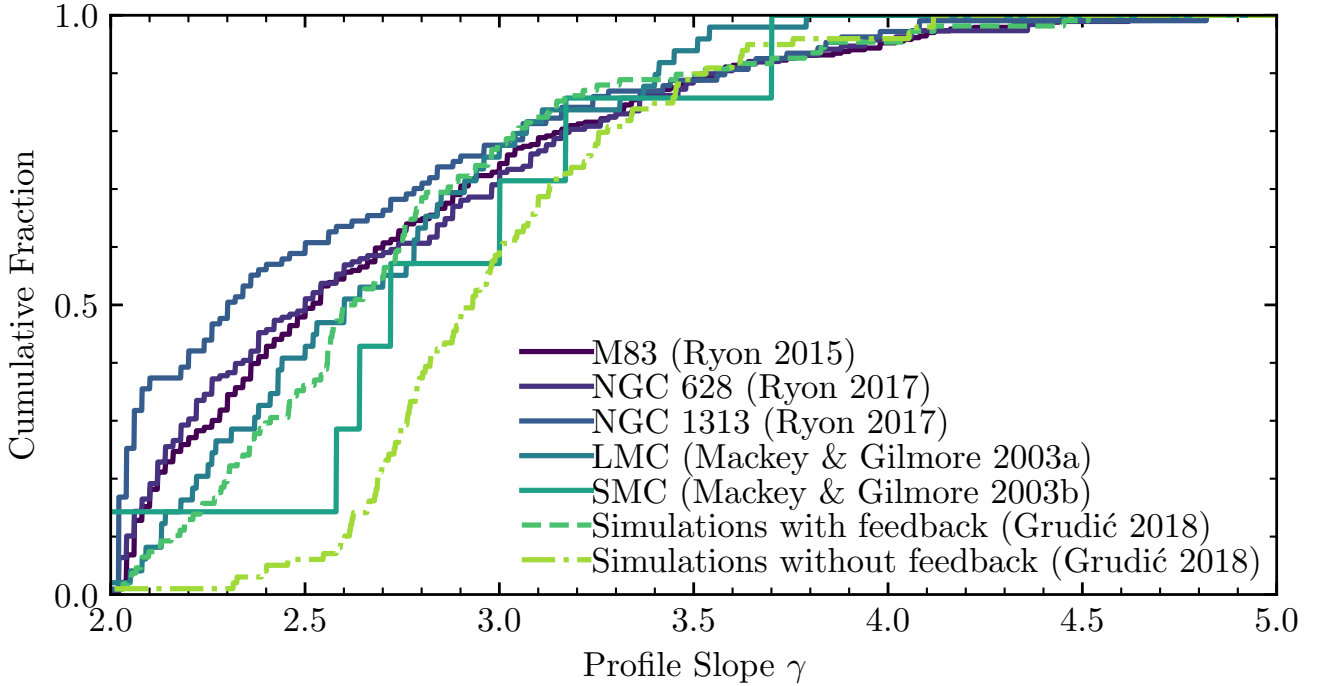 Cumulative Fraction
1.0
0.5
0.0
M83 (Ryon 2015)
NGC 628 (Ryon 2017)
NGC 1313 (Ryon 2017)
LMC (Mackey & Gilmore 2003a)
SMC (Mackey & Gilmore 2003b)
Simulations with feedback (Grudić 2018)
Simulations without feedback (Grudić 2018)
2.0 2.5 3.0 3.5 4.0 4.5 5.0
Profile Slope γ